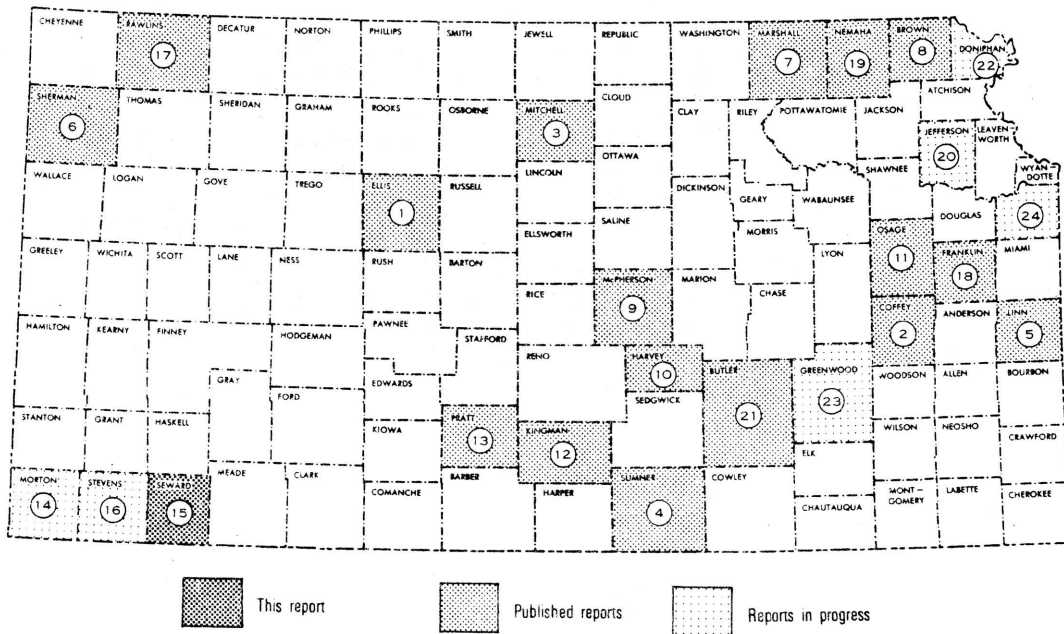 CHEYENNE
RAWLINS
17
DECATUR
NORTON
PHILLIPS
SMITH
JEWELL
REPUBLIC
WASHINGTON
MARSHALL
7
NEMAHA
19
BROWN
8
DONIPHAN
22
SHERMAN
6
THOMAS
SHERIDAN
GRAHAM
ROOKS
OSBORNE
MITCHELL
3
CLOUD
CLAY
RILEY
POTTAWATOMIE
JACKSON
ATCHISON
JEFFERSON
20
LEAVEN
WORTH
WALLACE
LOGAN
GOVE
TREGO
ELLIS
1
RUSSELL
LINCOLN
OTTAWA
DICKINSON
GEARY
WABAUNSEE
SHAWNEE
WYAN
DOTTE
24
DOUGLAS
SALINE
ELLSWORTH
MORRIS
OSAGE
11
FRANKLIN
18
MIAMI
GREELEY
WICHITA
SCOTT
LANE
NESS
RUSH
BARTON
RICE
McPHERSON
9
MARION
CHASE
LYON
COFFEY
2
ANDERSON
LINN
5
HAMILTON
KEARNY
FINNEY
HODGEMAN
PAWNEE
STAFFORD
RENO
HARVEY
10
BUTLER
21
GREENWOOD
23
WOODSON
ALLEN
BOURBON
GRAY
FORD
EDWARDS
SEDGWICK
STANTON
GRANT
HASKELL
KIOWA
PRATT
13
KINGMAN
12
ELK
WILSON
NEOSHO
CRAWFORD
MORTON
14
STEVENS
16
SEWARD
15
MEADE
CLARK
COMANCHE
BARBER
HARPER
SUMNER
4
COWLEY
CHAUTAUQUA
MONT—
GOMERY
LABETTE
CHEROKEE
This report
Published reports
Reports in progress